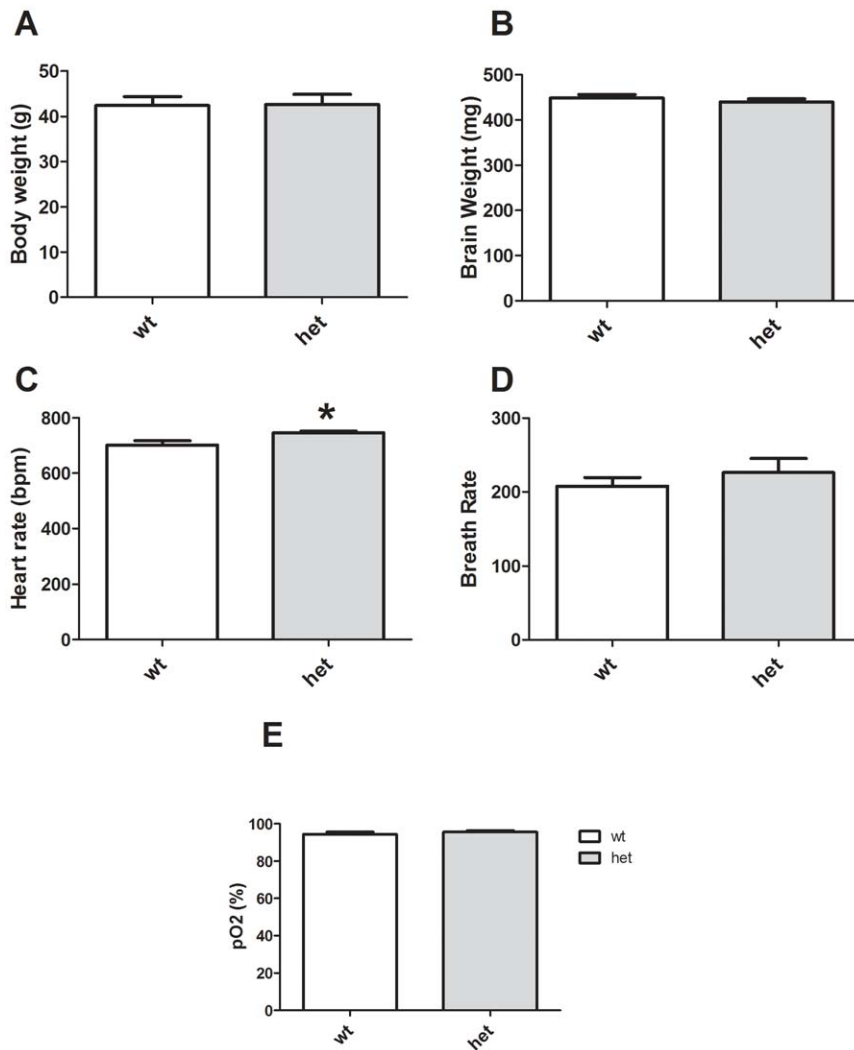 A
Body weight (g)
50
40
30
20
10
0
wt
het
B
Brain Weight (mg)
500
400
300
200
100
0
wt
het
C
Heart rate (bpm)
800
600
400
200
0
*
wt
het
D
Breath Rate
300
200
100
0
wt
het
E
pO2 (%)
100
80
60
40
20
0
wt
het
wt
het